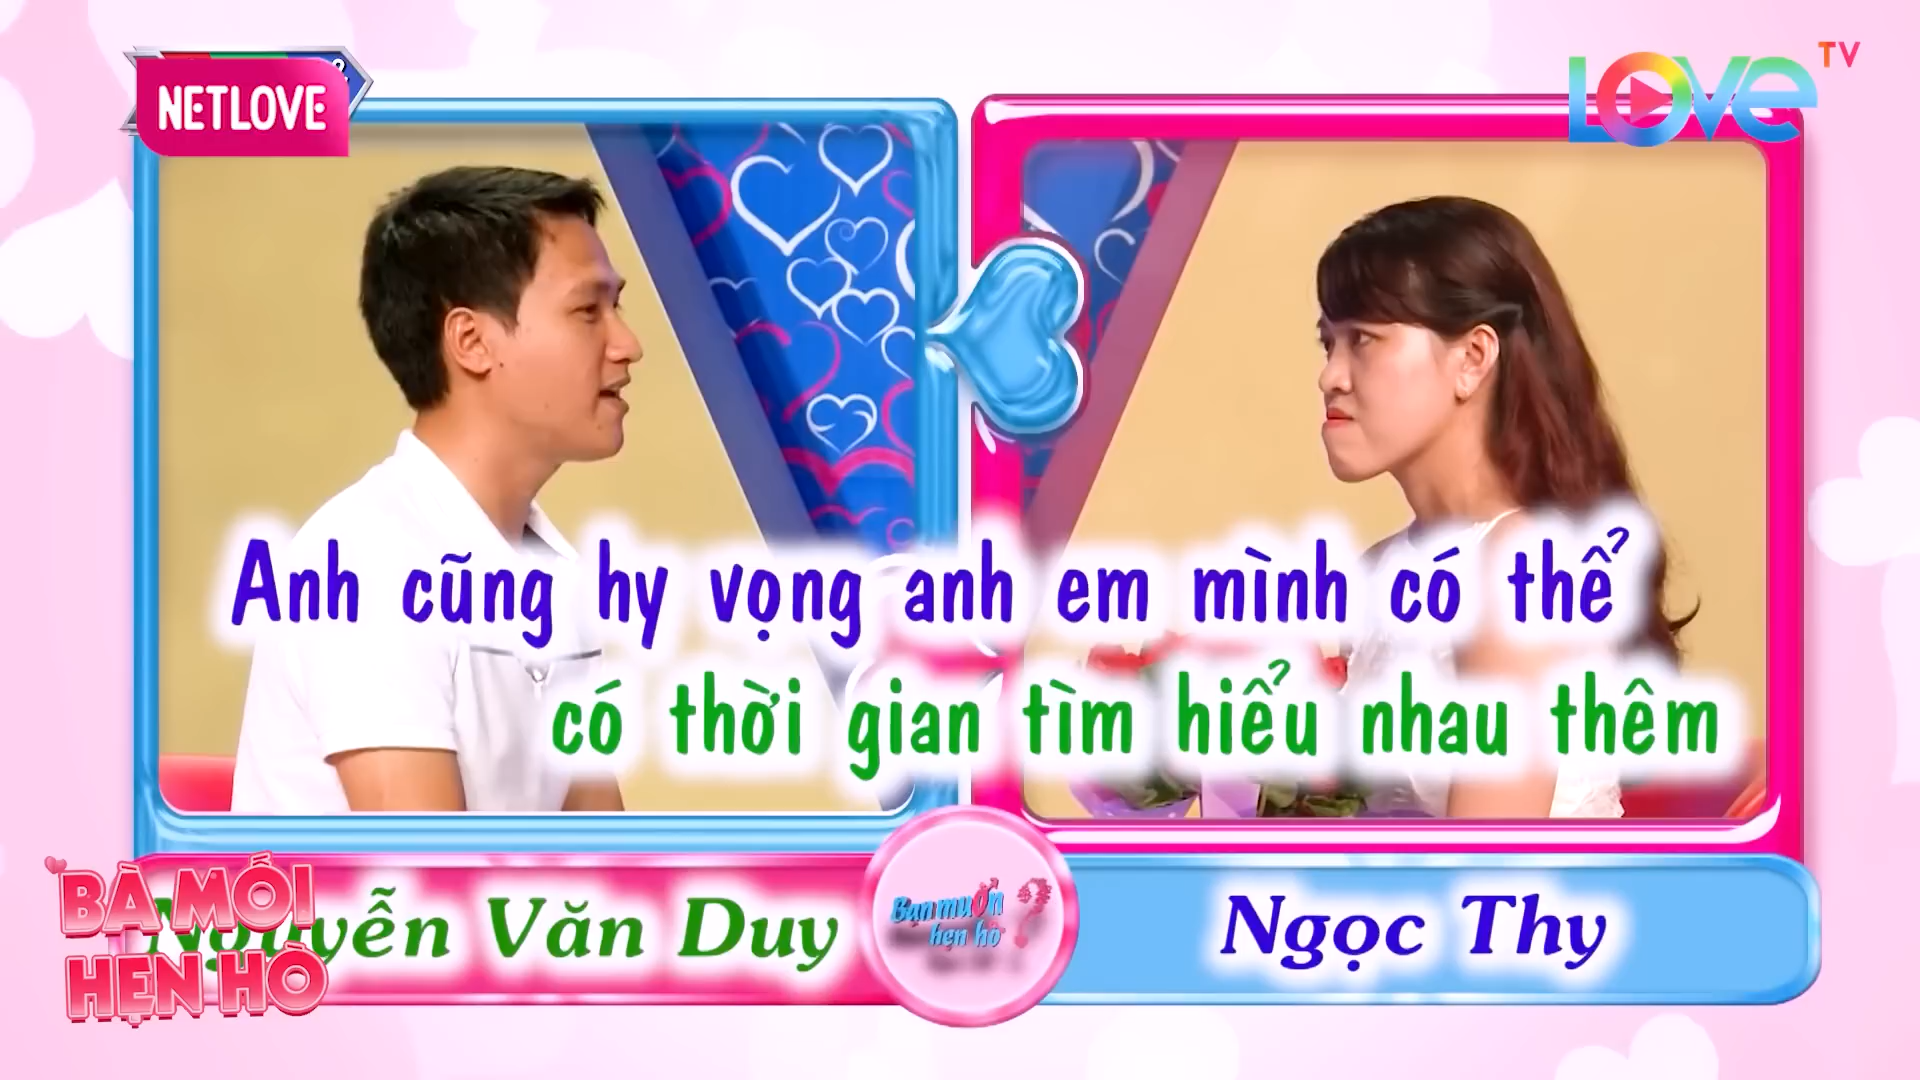 NETLOVE
LOVE TV
Anh cũng hy vọng anh em mình có thể
có thời gian tìm hiểu nhau thêm
BÀ MỐI
HẸN HÒ
Nguyễn Văn Duy
Bạn muốn
hẹn hò
Ngọc Thy